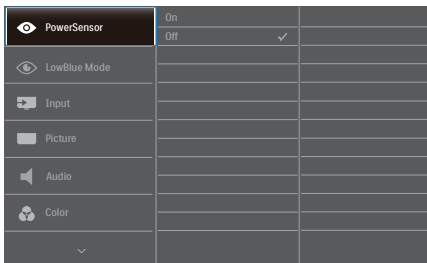 PowerSensor
On
Off
LowBlue Mode
Input
Picture
Audio
Color